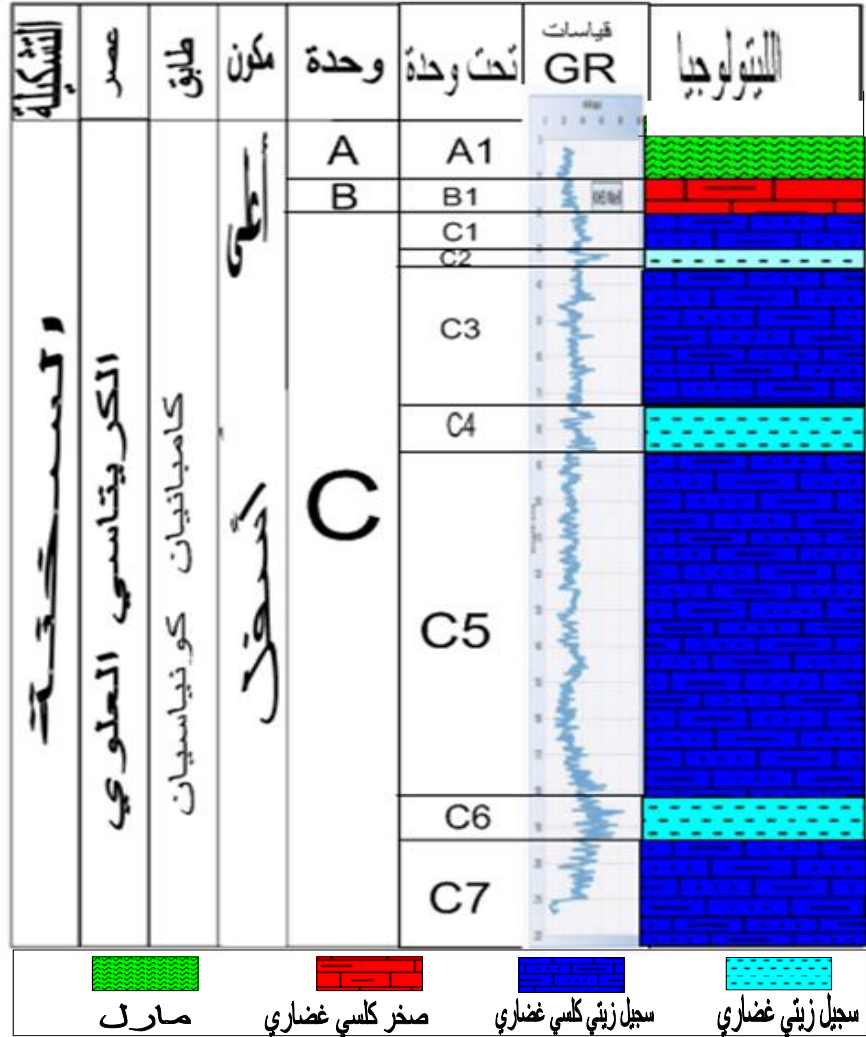 التشكيلة عصر طابق مكون وحدة تحت وحدة قياسات GR الليتولوجيا
أعلى
A A1
B B1
C1
C2
C3
C4
C
C5
C6
C7
الكريتاسي العلوي
كامبانيان كونياسيان
أسفل
مارل صخر كلسي غضاري سجيل زيتي كلسي غضاري سجيل زيتي غضاري